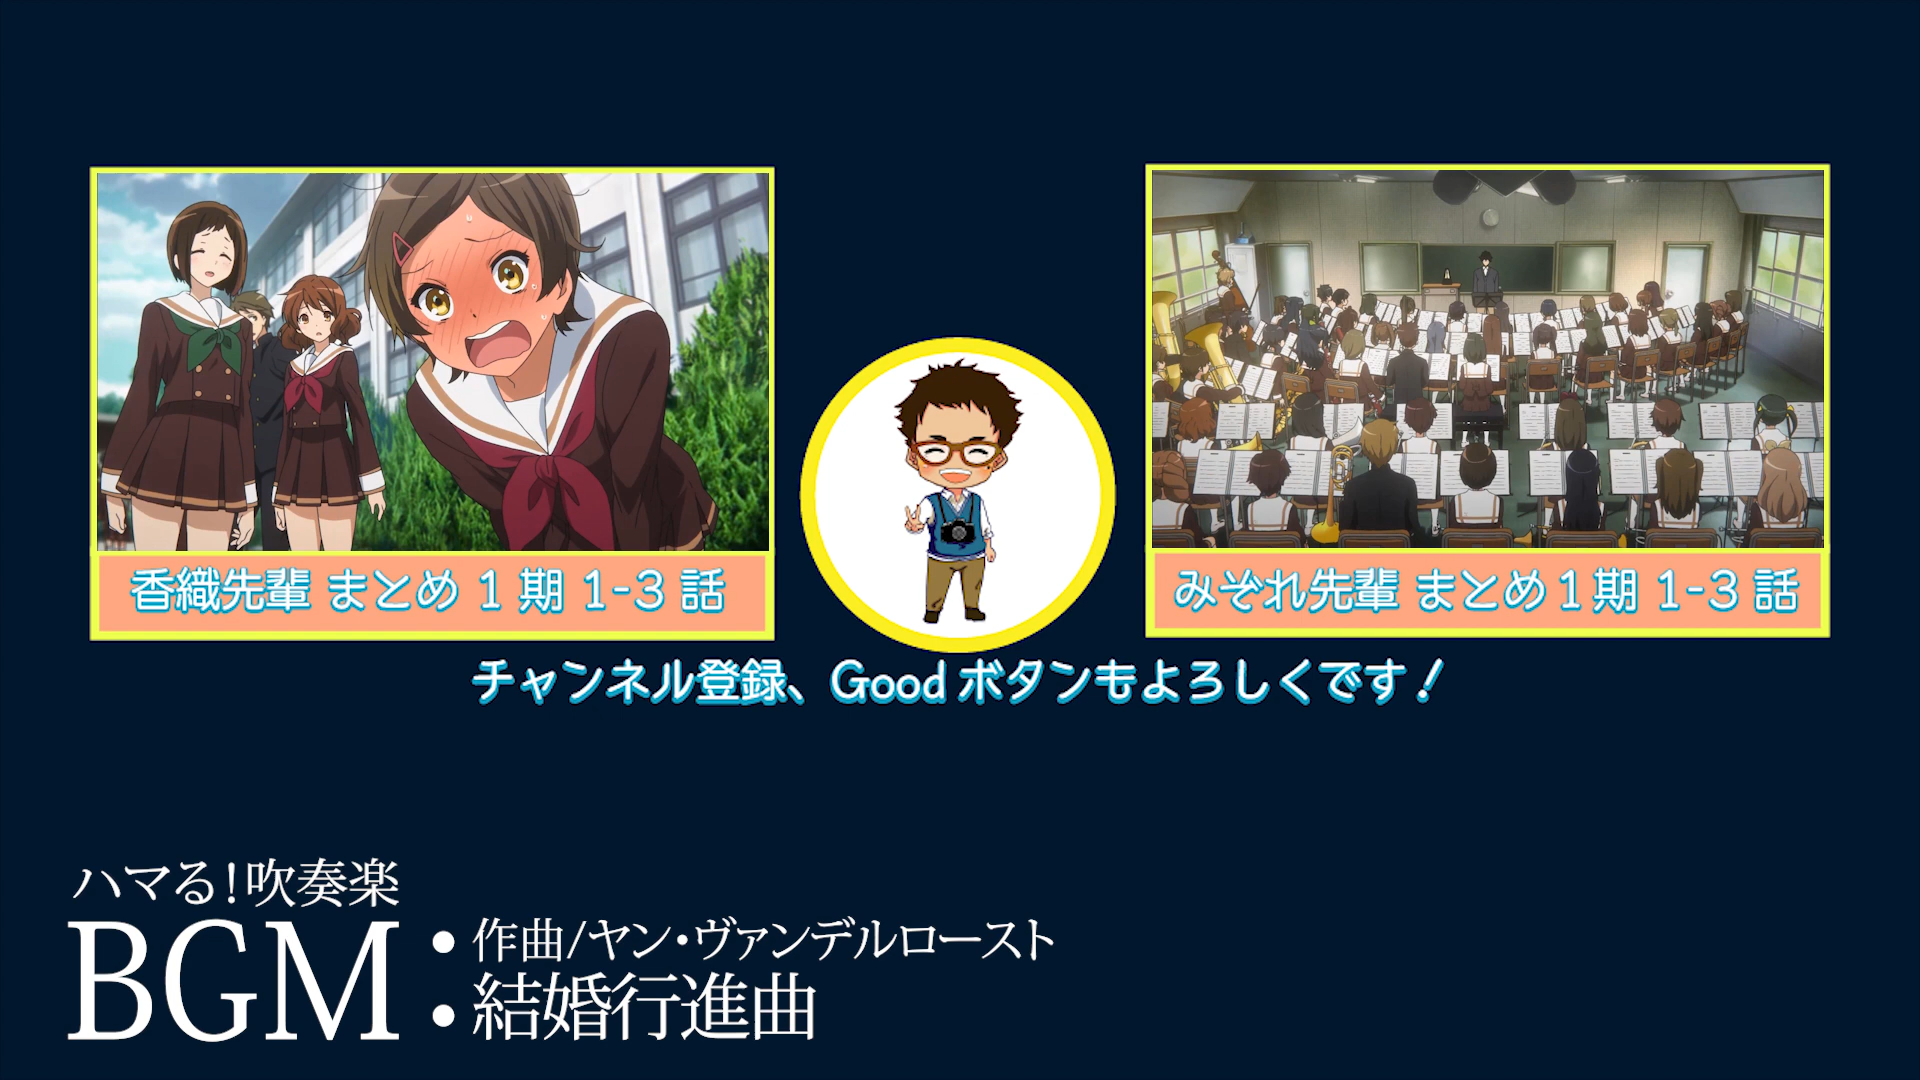 香織先輩 まとめ 1 期 1-3 話
みぞれ先輩 まとめ 1 期 1-3 話
チャンネル登録、Good ボタンもよろしくです！
ハマる！吹奏楽
BGM
・作曲/ヤン・ヴァンデルロースト
・結婚行進曲